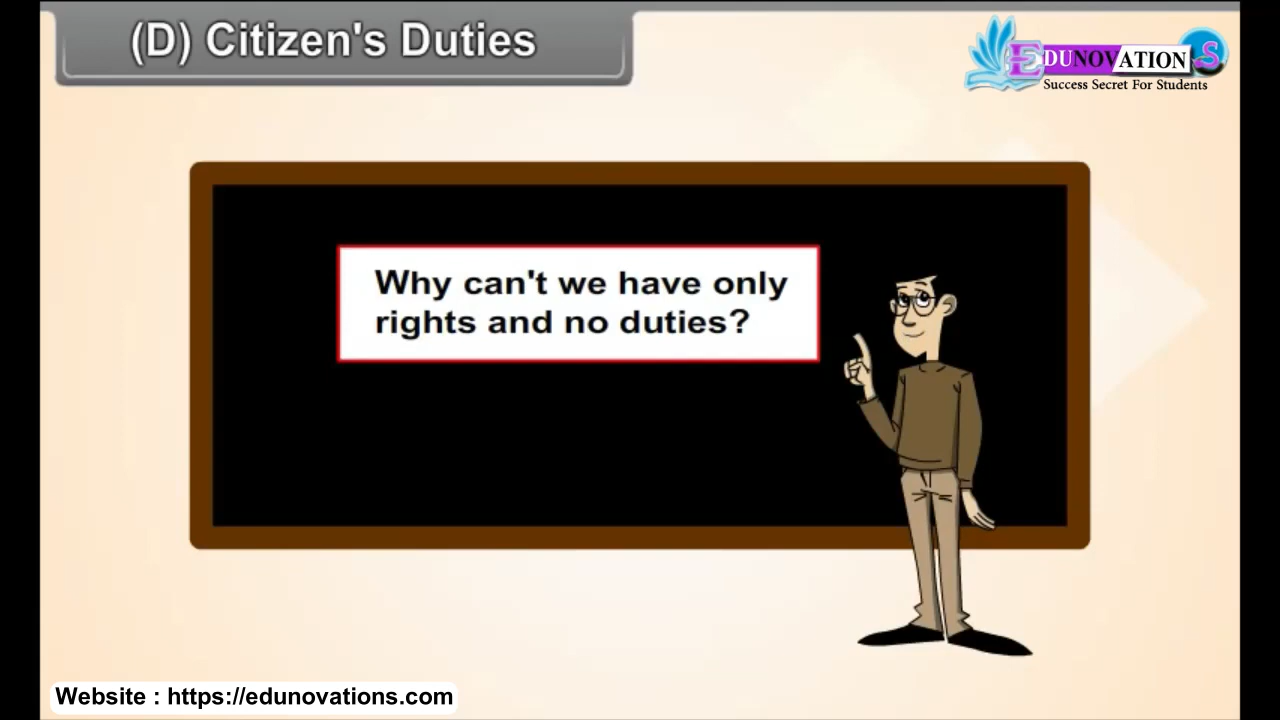 (D) Citizen's Duties
EDUNOVATION S
Success Secret For Students
Why can't we have only
rights and no duties?
Website : https://edunovations.com